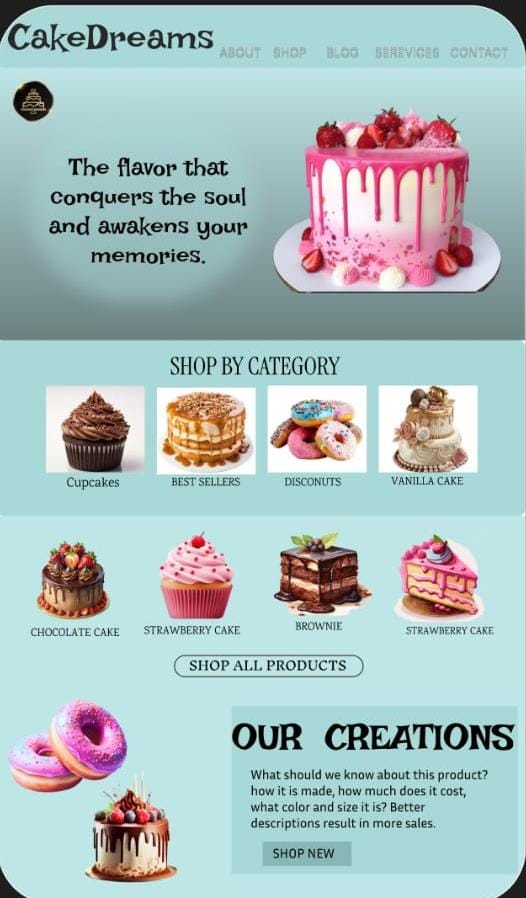 CakeDreams
ABOUT SHOP BLOG SEREVICES CONTACT
The flavor that
conquers the soul
and awakens your
memories.
SHOP BY CATEGORY
Cupcakes BEST SELLERS DISCONUTS VANILLA CAKE
CHOCOLATE CAKE STRAWBERRY CAKE BROWNIE STRAWBERRY CAKE
SHOP ALL PRODUCTS
OUR CREATIONS
What should we know about this product?
how it is made, how much does it cost,
what color and size it is? Better
descriptions result in more sales.
SHOP NEW